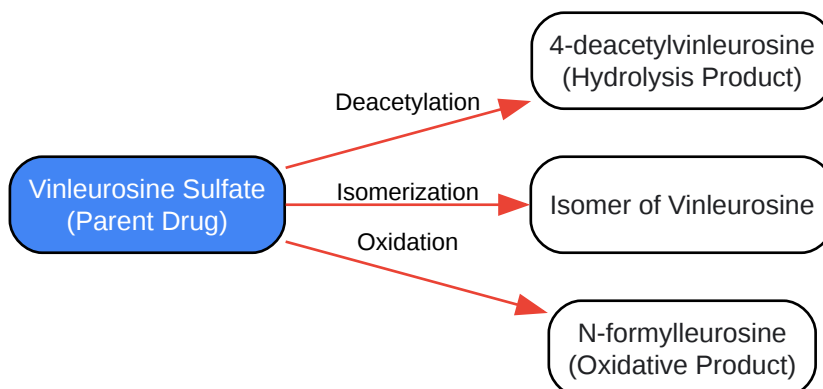 4-deacetylvinleurosine
(Hydrolysis Product)
Deacetylation
Vinleurosine Sulfate
(Parent Drug)
Isomerization
Isomer of Vinleurosine
Oxidation
N-formylleurosine
(Oxidative Product)